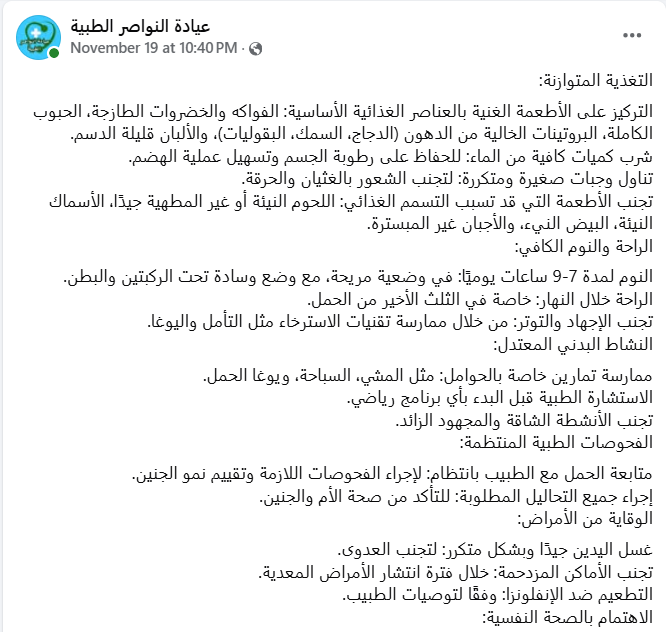 عيادة النواصر الطبية
November 19 at 10:40 PM ·
التغذية المتوازنة:
التركيز على الأطعمة الغنية بالعناصر الغذائية الأساسية: الفواكه والخضروات الطازجة، الحبوب
الكاملة، البروتينات الخالية من الدهون (الدجاج، السمك، البقوليات)، والألبان قليلة الدسم.
شرب كميات كافية من الماء: للحفاظ على رطوبة الجسم وتسهيل عملية الهضم.
تناول وجبات صغيرة ومتكررة: لتجنب الشعور بالغثيان والحرقة.
تجنب الأطعمة التي قد تسبب التسمم الغذائي: اللحوم النيئة أو غير المطهية جيدًا، الأسماك
النيئة، البيض النيء، والأجبان غير المبسترة.
الراحة والنوم الكافي:
النوم لمدة 7-9 ساعات يوميًا: في وضعية مريحة، مع وضع وسادة تحت الركبتين والبطن.
الراحة خلال النهار: خاصة في الثلث الأخير من الحمل.
تجنب الإجهاد والتوتر: من خلال ممارسة تقنيات الاسترخاء مثل التأمل واليوغا.
النشاط البدني المعتدل:
ممارسة تمارين خاصة بالحوامل: مثل المشي، السباحة، ويوغا الحمل.
الاستشارة الطبية قبل البدء بأي برنامج رياضي.
تجنب الأنشطة الشاقة والمجهود الزائد.
الفحوصات الطبية المنتظمة:
متابعة الحمل مع الطبيب بانتظام: لإجراء الفحوصات اللازمة وتقييم نمو الجنين.
إجراء جميع التحاليل المطلوبة: للتأكد من صحة الأم والجنين.
الوقاية من الأمراض:
غسل اليدين جيدًا وبشكل متكرر: لتجنب العدوى.
تجنب الأماكن المزدحمة: خلال فترة انتشار الأمراض المعدية.
التطعيم ضد الإنفلونزا: وفقًا لتوصيات الطبيب.
الاهتمام بالصحة النفسية: